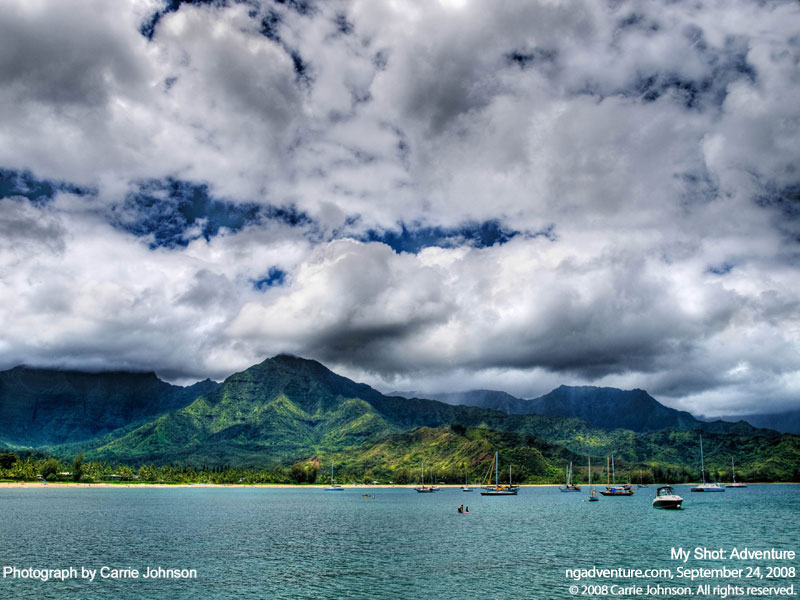 My Shot: Adventure
Photograph by Carrie Johnson
ngadventure.com, September 24, 2008
© 2008 Carrie Johnson. All rights reserved.